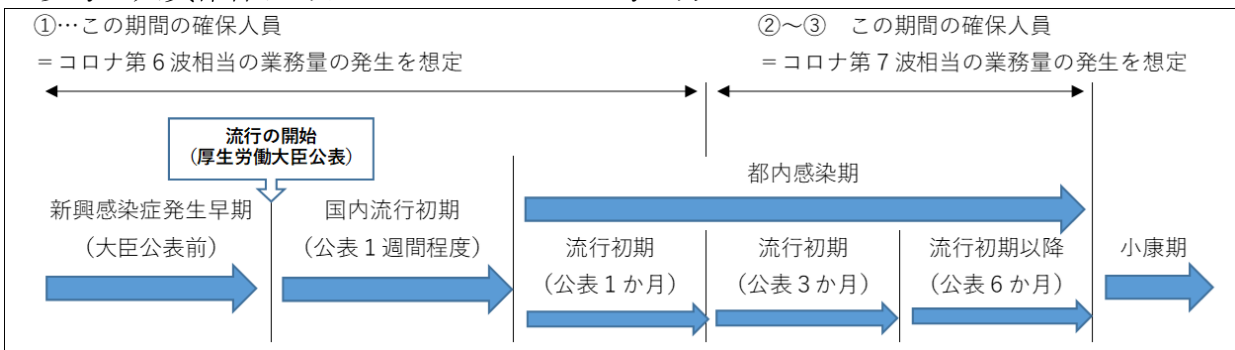 ①…この期間の確保人員
＝コロナ第６波相当の業務量の発生を想定
②～③　この期間の確保人員
＝コロナ第７波相当の業務量の発生を想定
流行の開始
（厚生労働大臣公表）
都内感染期
新興感染症発生早期
（大臣公表前）
国内流行初期
（公表１週間程度）
流行初期
（公表１か月）
流行初期
（公表３か月）
流行初期以降
（公表６か月）
小康期